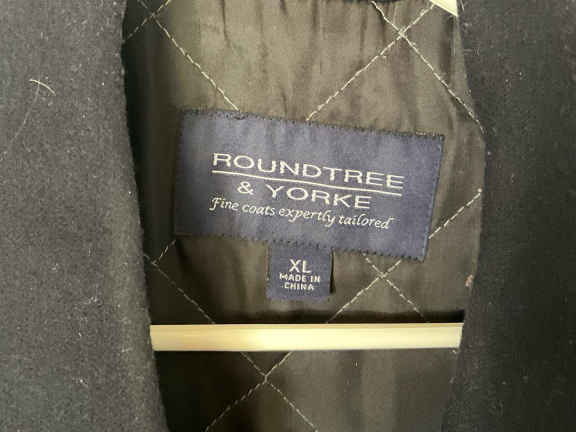 ROUNDTREE
& YORKE
Fine coats expertly tailored
XL
MADE IN
CHINA